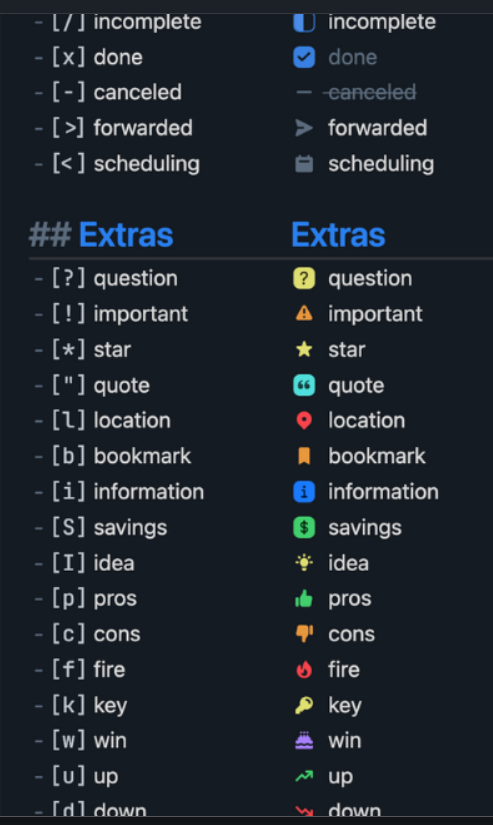 - [/] incomplete incomplete
- [x] done done
- [-] canceled canceled
- [>] forwarded forwarded
- [<] scheduling scheduling
## Extras Extras
- [?] question ? question
- [!] important important
- [*] star star
- ["] quote quote
- [l] location location
- [b] bookmark bookmark
- [i] information i information
- [S] savings $ savings
- [I] idea idea
- [p] pros pros
- [c] cons cons
- [f] fire fire
- [k] key key
- [w] win win
- [u] up up
- [d] down down